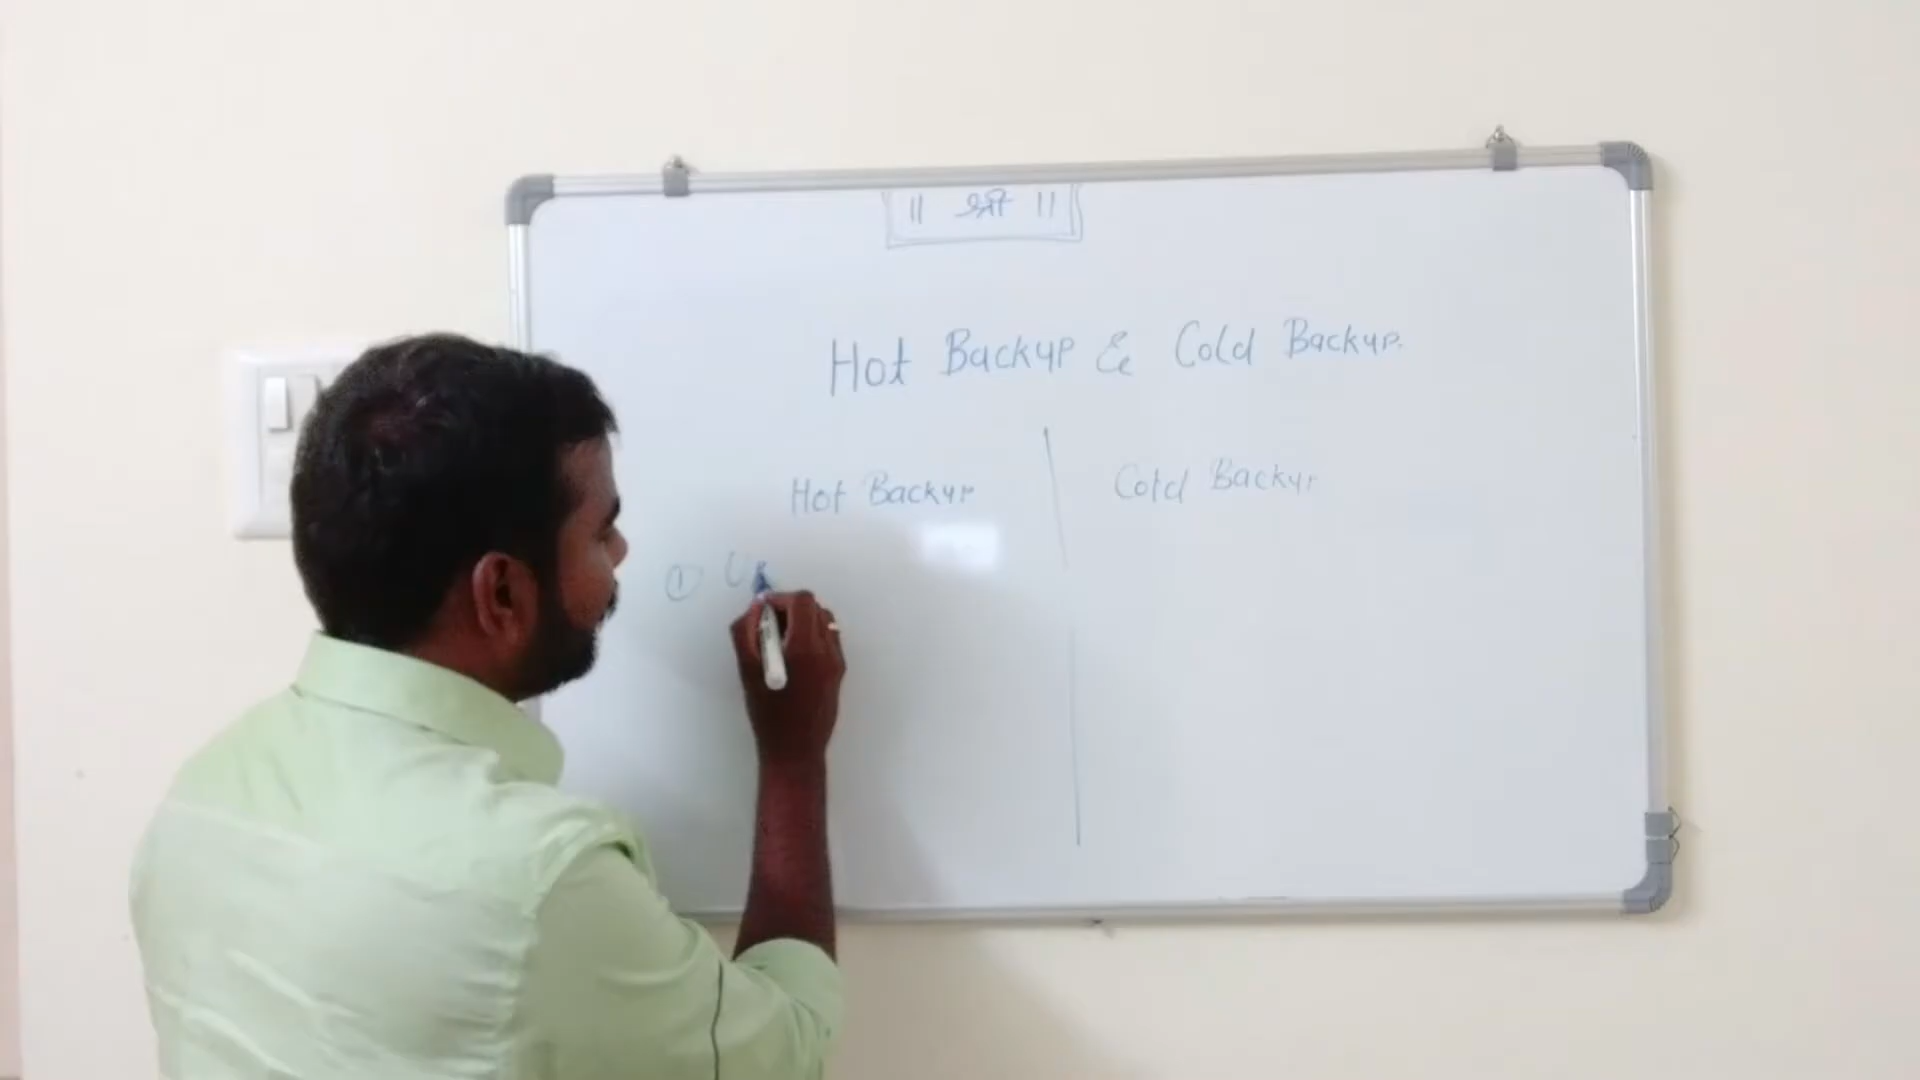 || श्री ||
Hot Backup & Cold Backup.
Hot Backup Cold Backup
①